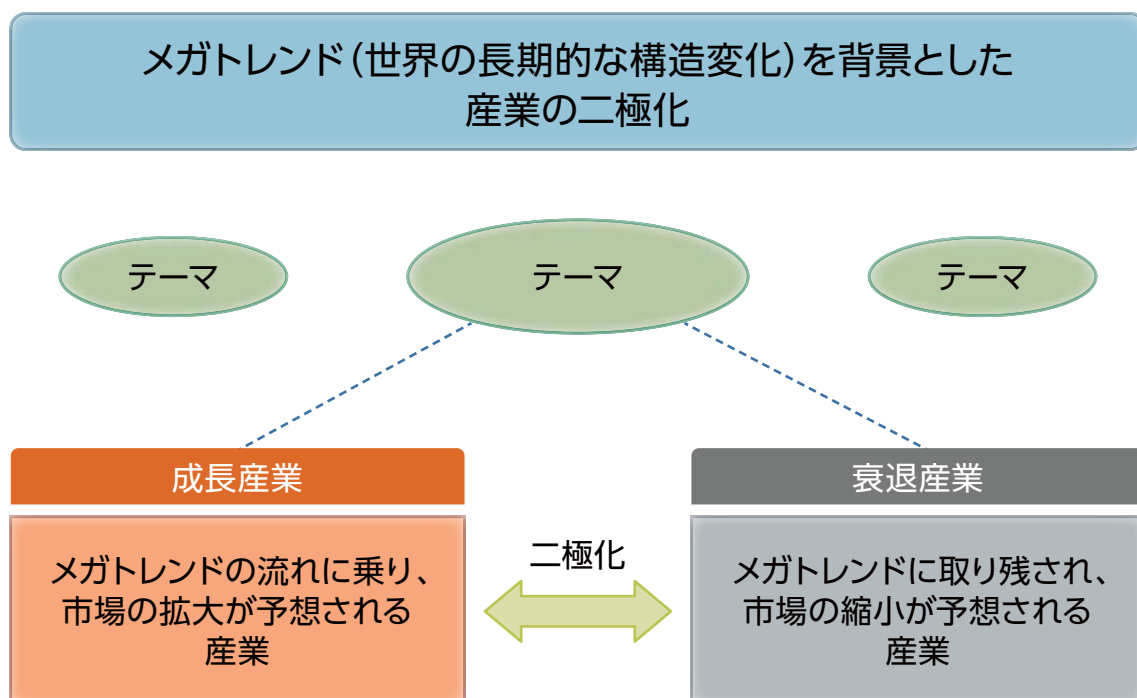 メガトレンド(世界の長期的な構造変化)を背景とした
産業の二極化
テーマ
テーマ
テーマ
成長産業
衰退産業
メガトレンドの流れに乗り、
市場の拡大が予想される
産業
二極化
メガトレンドに取り残され、
市場の縮小が予想される
産業